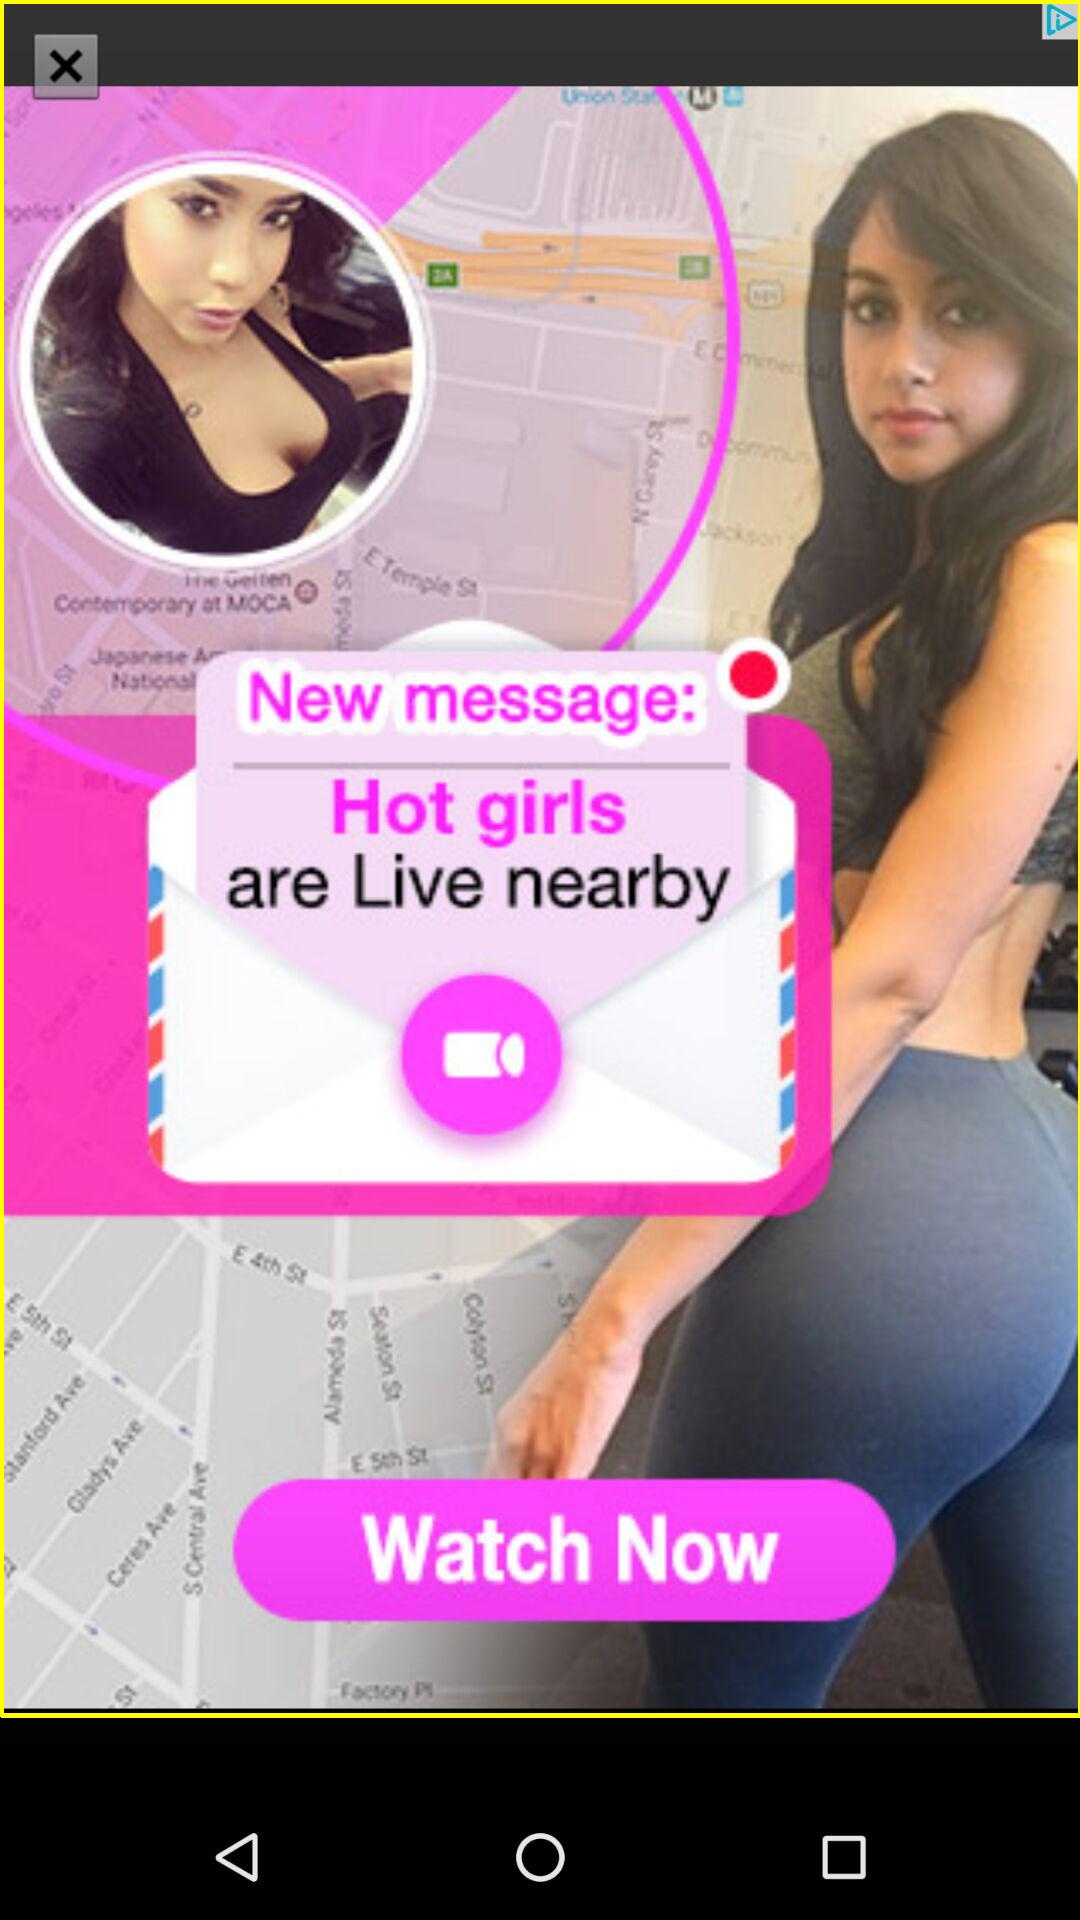 Union Station M
2A
2B
101
N Garey St
Jackson
E Temple St
The Geffen
Contemporary at MOCA
Japanese
National
New message:
Hot girls
are Live nearby
E 4th St
E 5th St
Alameda St
Seaton St
Colyton St
E 5th St
Stanford Ave
Gladys Ave
Ceres Ave
S Central Ave
Watch Now
St
Factory Pl